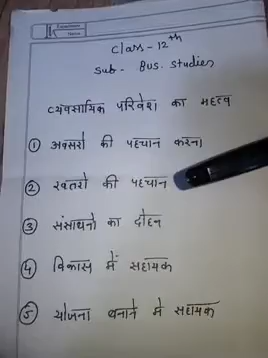 Class - 12th
Sub - Bus. Studies
व्यवसायिक परिवेश का महत्व
① अवसरो की पहचान करना
② खतरो की पहचान
③ संसाधनो का दोहन
④ विकास में सहायक
⑤ योजना बनाने मे सहायक